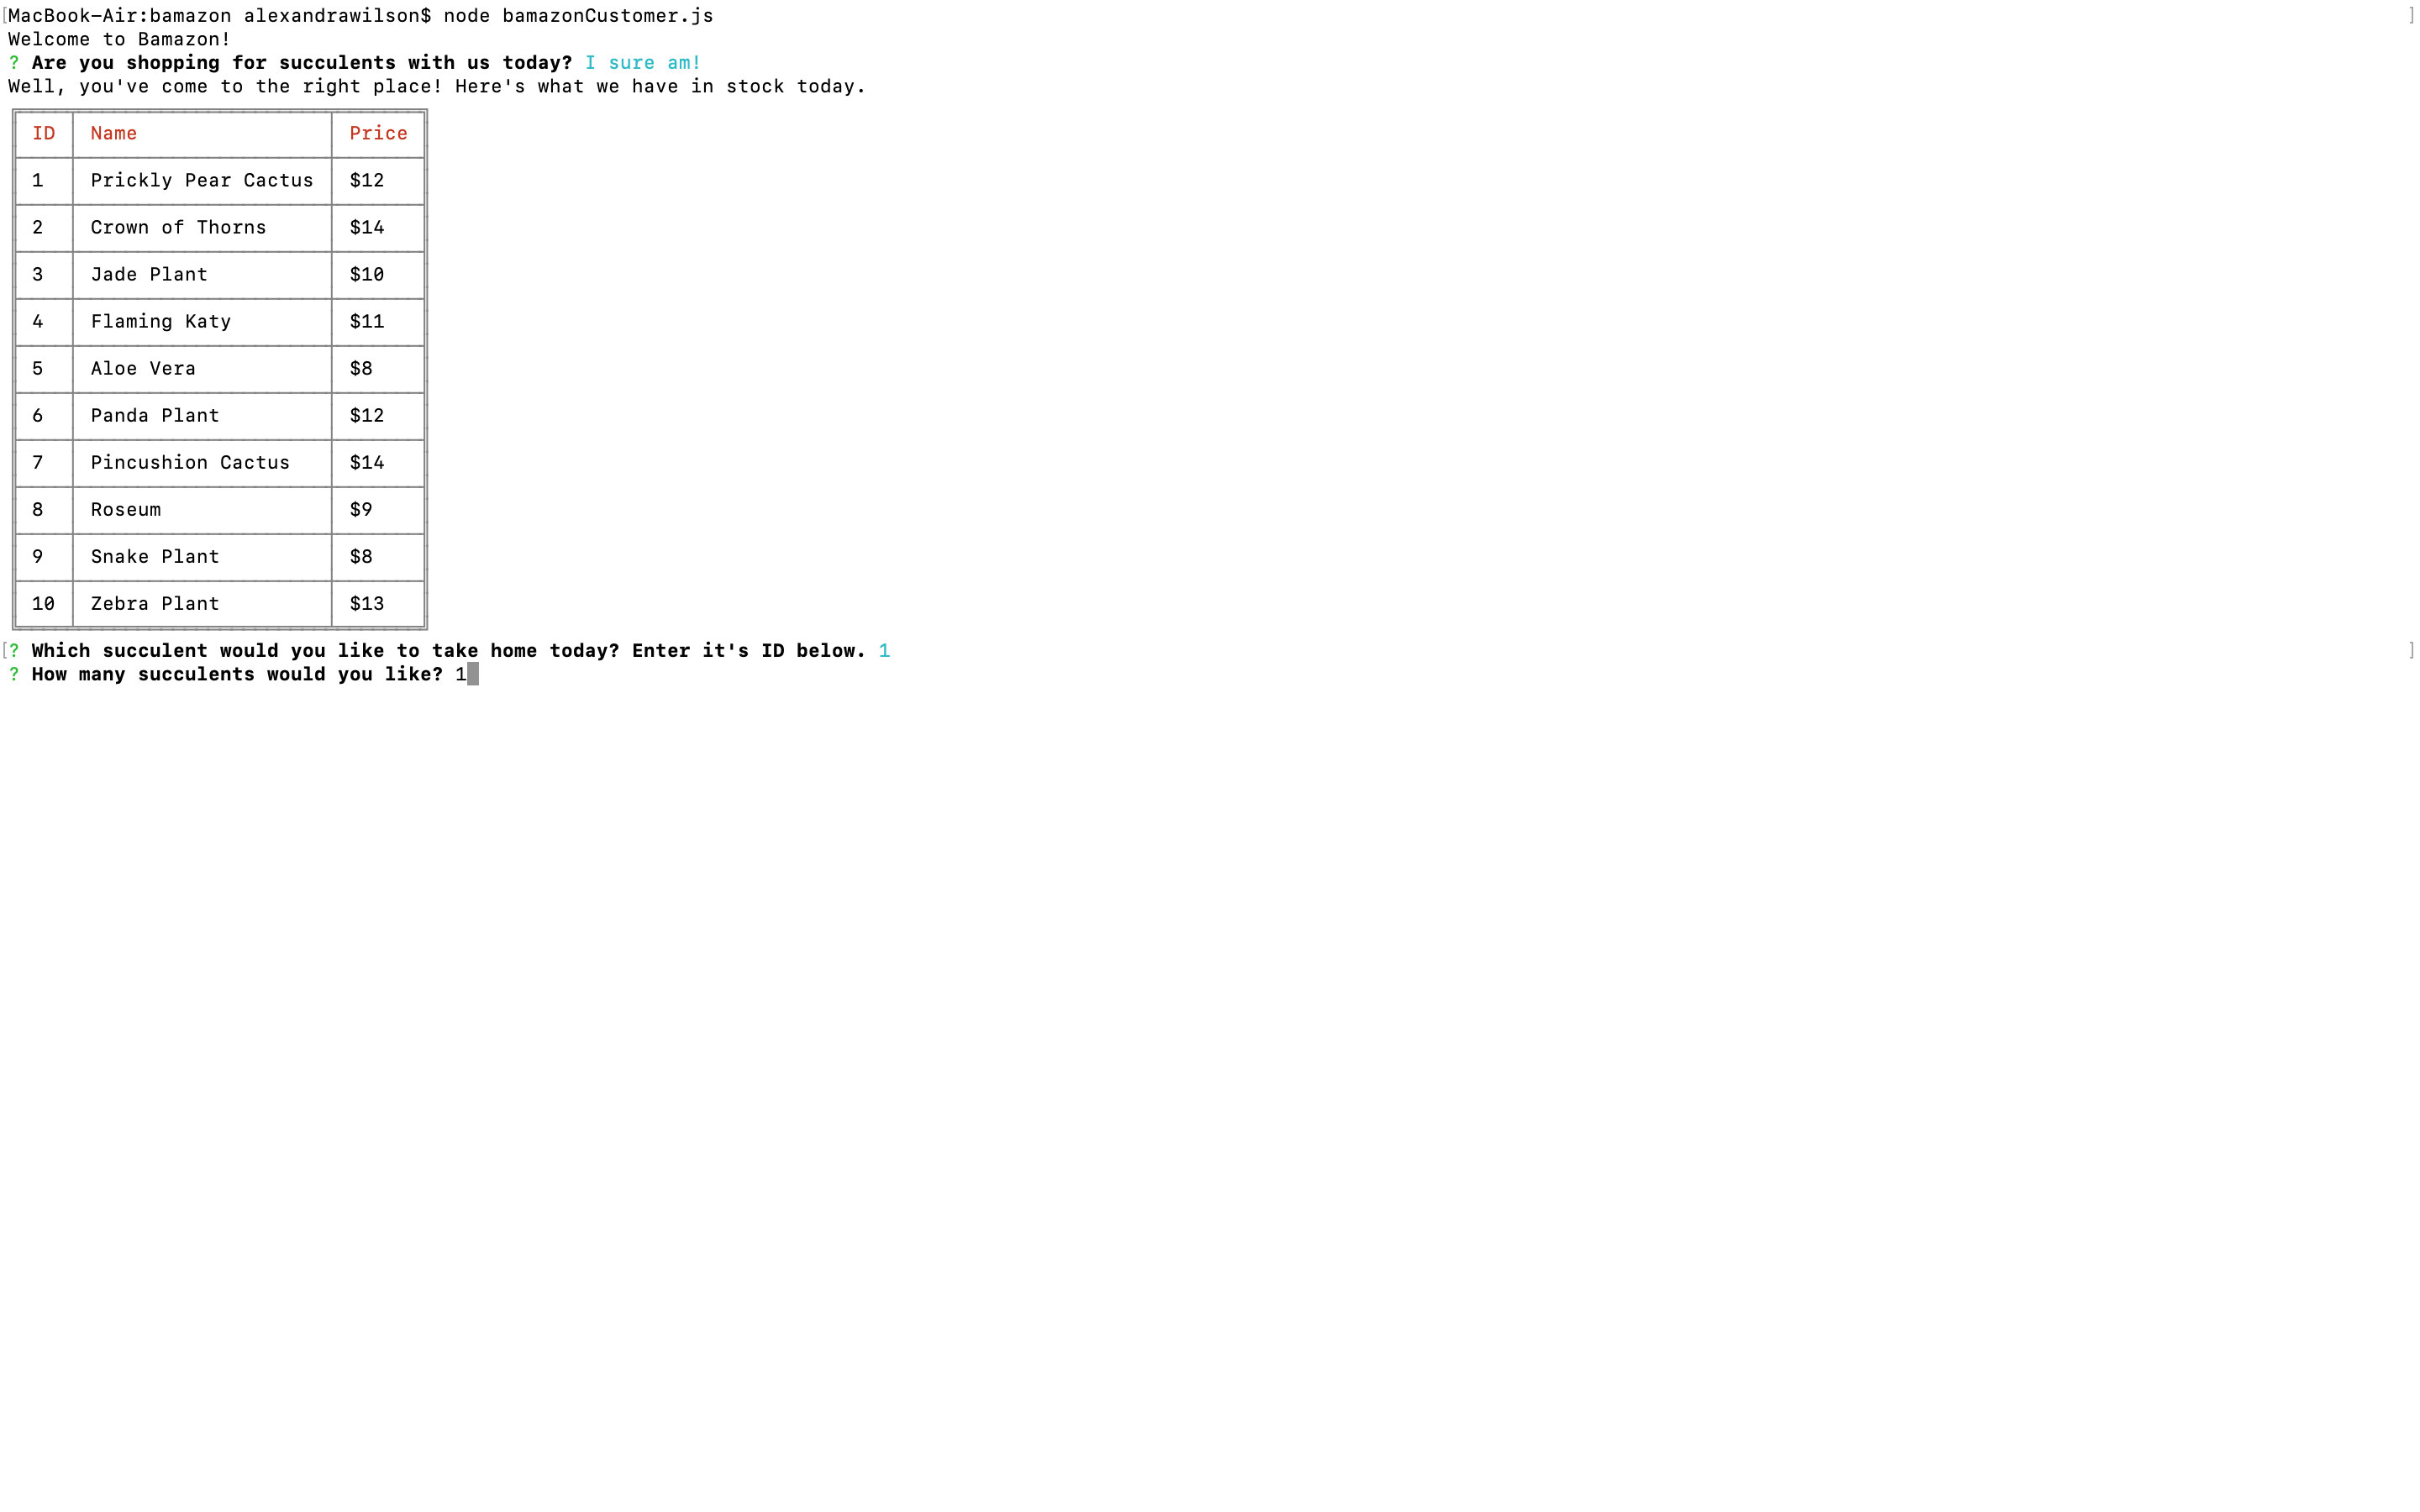 [MacBook-Air:bamazon alexandrawilson$ node bamazonCustomer.js ]
Welcome to Bamazon!
? Are you shopping for succulents with us today? I sure am!
Well, you've come to the right place! Here's what we have in stock today.
ID Name Price
1 Prickly Pear Cactus $12
2 Crown of Thorns $14
3 Jade Plant $10
4 Flaming Katy $11
5 Aloe Vera $8
6 Panda Plant $12
7 Pincushion Cactus $14
8 Roseum $9
9 Snake Plant $8
10 Zebra Plant $13
[? Which succulent would you like to take home today? Enter it's ID below. 1 ]
? How many succulents would you like? 1